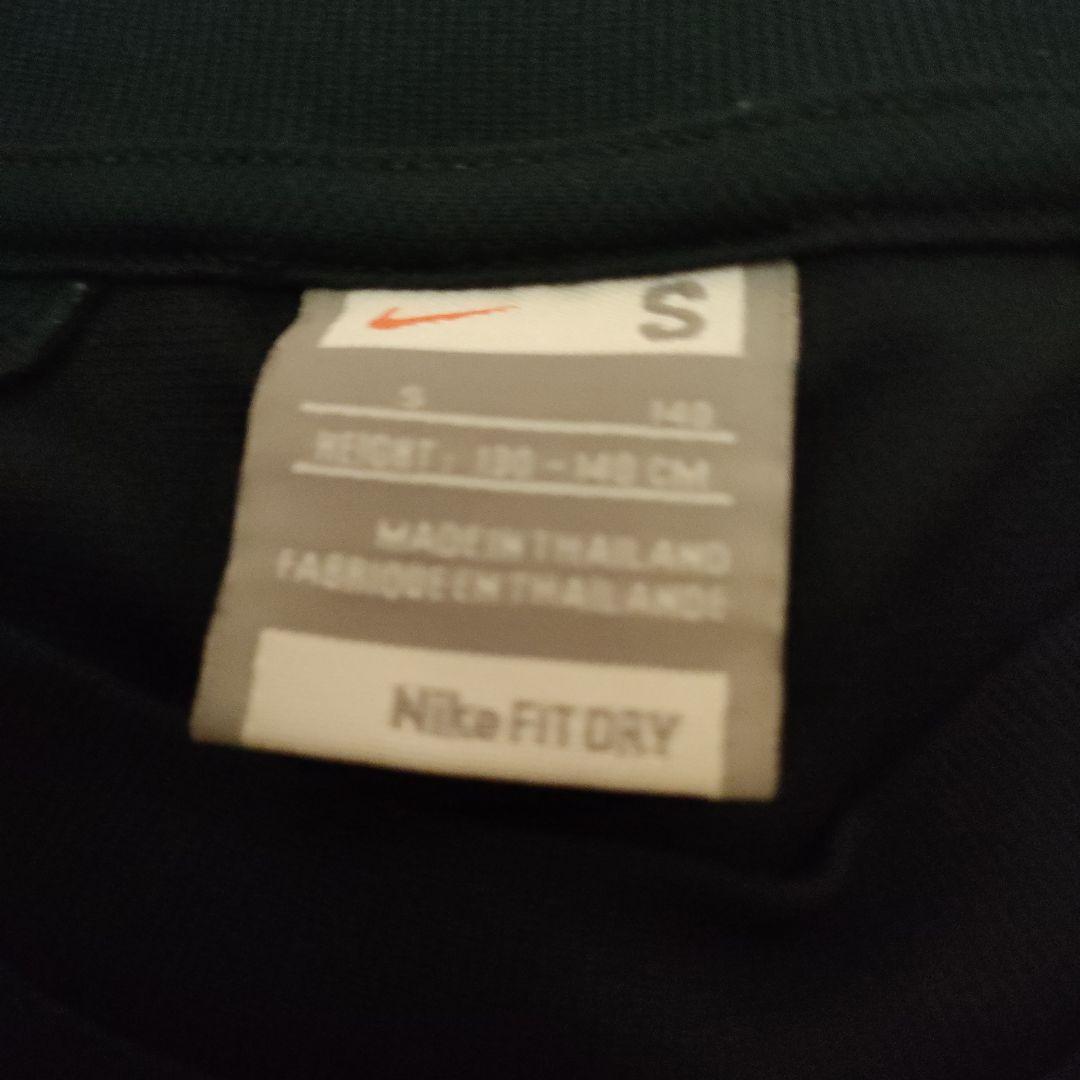 S
S 140
HEIGHT: 130 - 140 CM
MADE IN THAILAND
FABRIQUE EN THAILANDE
Nike FIT DRY